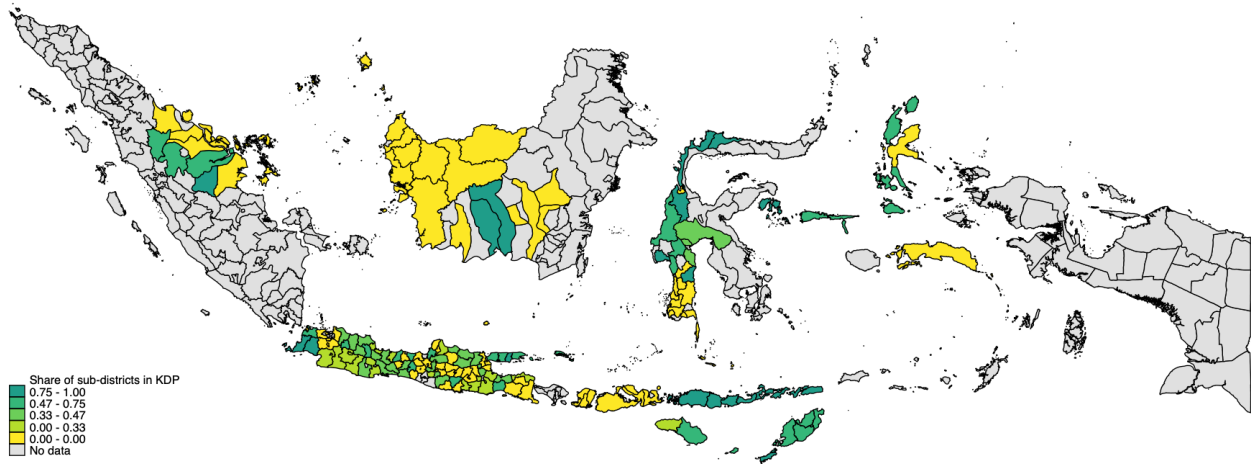 Share of sub-districts in KDP
0.75 - 1.00
0.47 - 0.75
0.33 - 0.47
0.00 - 0.33
0.00 - 0.00
No data